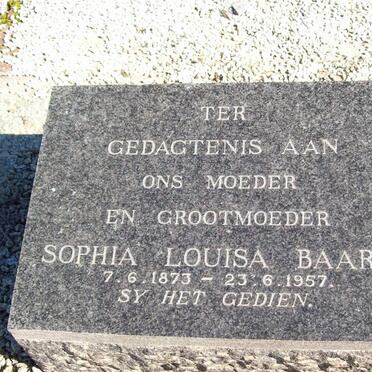 TER
GEDAGTENIS AAN
ONS MOEDER
EN GROOTMOEDER
SOPHIA LOUISA BAAR
7.6.1873 – 23.6.1957.
SY HET GEDIEN.